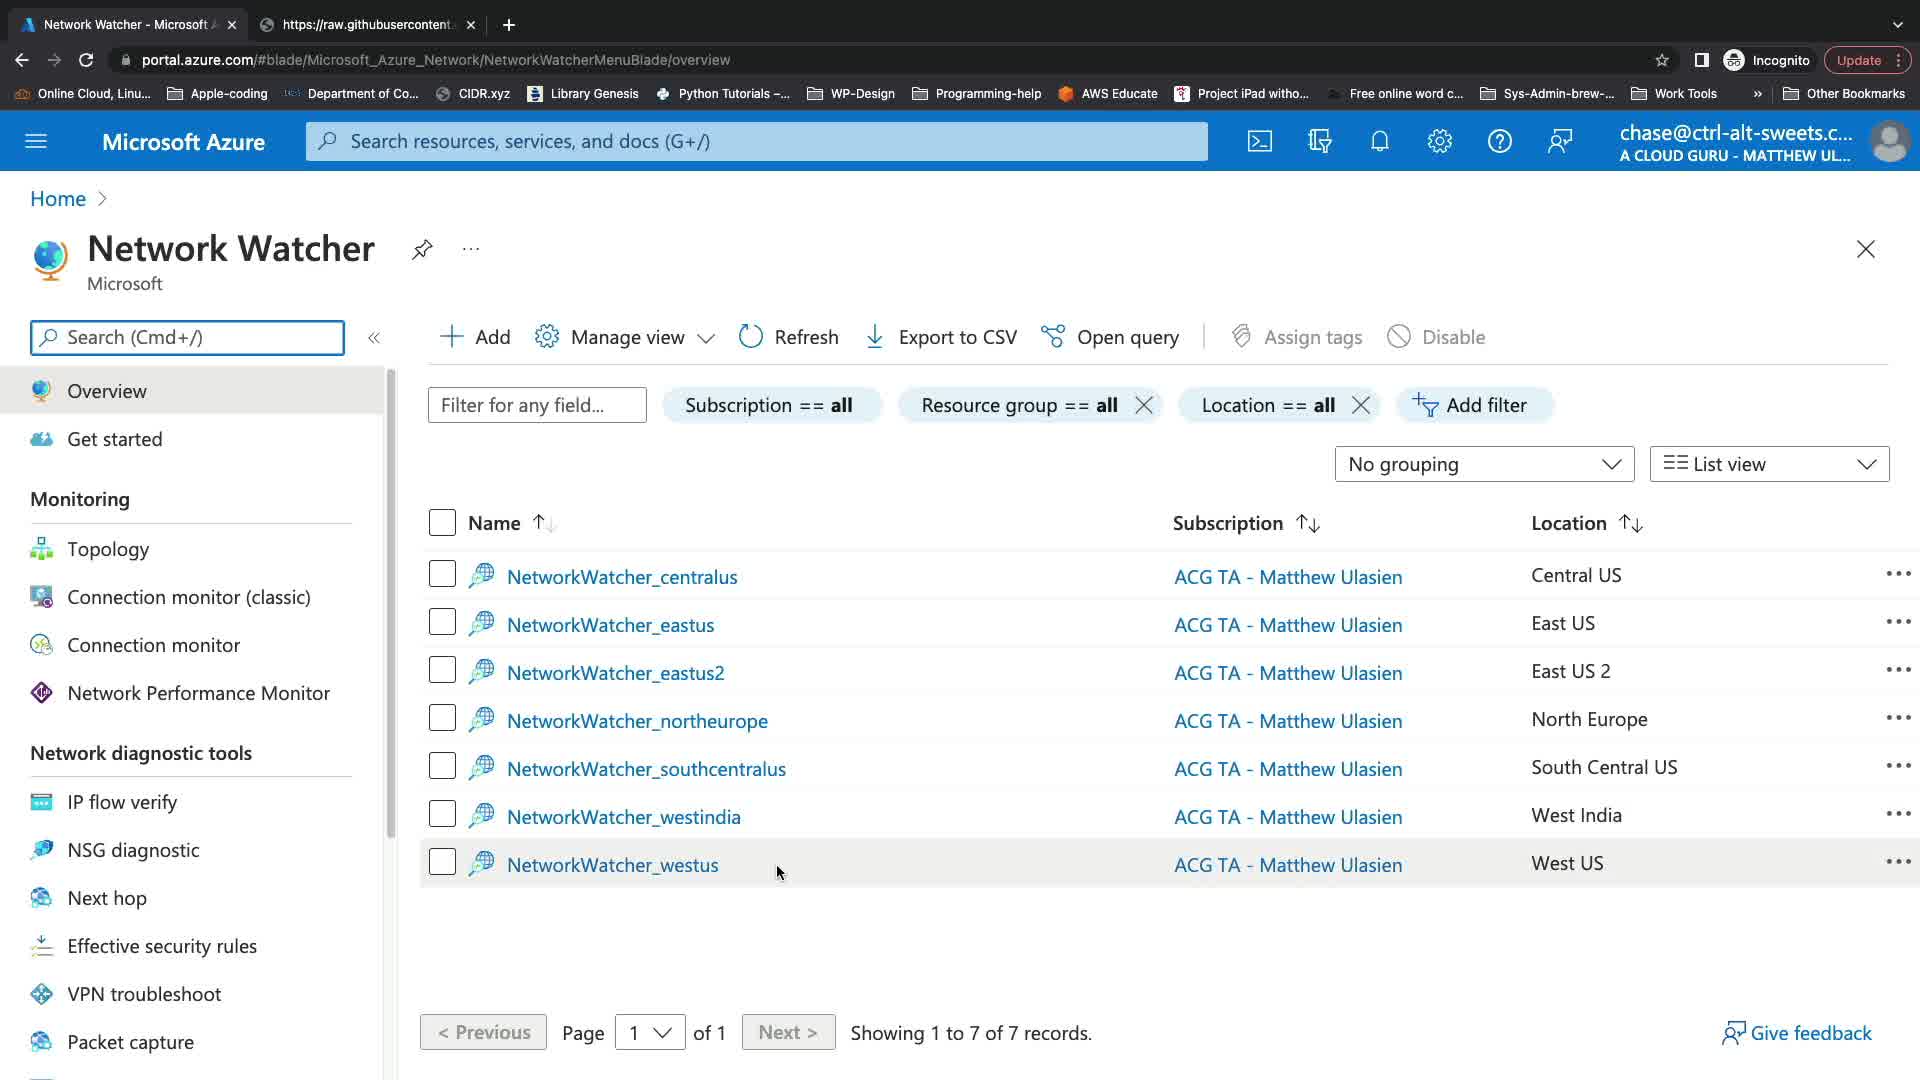 Network Watcher - Microsoft A
https://raw.githubusercontent.
portal.azure.com/#blade/Microsoft_Azure_Network/NetworkWatcherMenuBlade/overview
Incognito
Update
Online Cloud, Linu...
Apple-coding
Department of Co...
CIDR.xyz
Library Genesis
Python Tutorials –...
WP-Design
Programming-help
AWS Educate
Project iPad witho...
Free online word c...
Sys-Admin-brew-...
Work Tools
»
Other Bookmarks
Microsoft Azure
Search resources, services, and docs (G+/)
chase@ctrl-alt-sweets.c...
A CLOUD GURU - MATTHEW UL...
Home
Network Watcher
...
Microsoft
Search (Cmd+/)
«
Add
Manage view
Refresh
Export to CSV
Open query
Assign tags
Disable
Overview
Get started
Monitoring
Topology
Connection monitor (classic)
Connection monitor
Network Performance Monitor
Network diagnostic tools
IP flow verify
NSG diagnostic
Next hop
Effective security rules
VPN troubleshoot
Packet capture
Filter for any field...
Subscription == all
Resource group == all
Location == all
Add filter
No grouping
List view
Name
Subscription
Location
NetworkWatcher_centralus
ACG TA - Matthew Ulasien
Central US
NetworkWatcher_eastus
ACG TA - Matthew Ulasien
East US
NetworkWatcher_eastus2
ACG TA - Matthew Ulasien
East US 2
NetworkWatcher_northeurope
ACG TA - Matthew Ulasien
North Europe
NetworkWatcher_southcentralus
ACG TA - Matthew Ulasien
South Central US
NetworkWatcher_westindia
ACG TA - Matthew Ulasien
West India
NetworkWatcher_westus
ACG TA - Matthew Ulasien
West US
< Previous
Page
1
of 1
Next >
Showing 1 to 7 of 7 records.
Give feedback